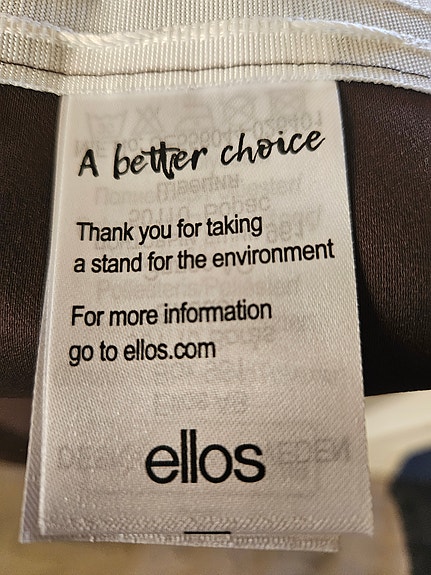 A better choice
Thank you for taking
a stand for the environment
For more information
go to ellos.com
ellos